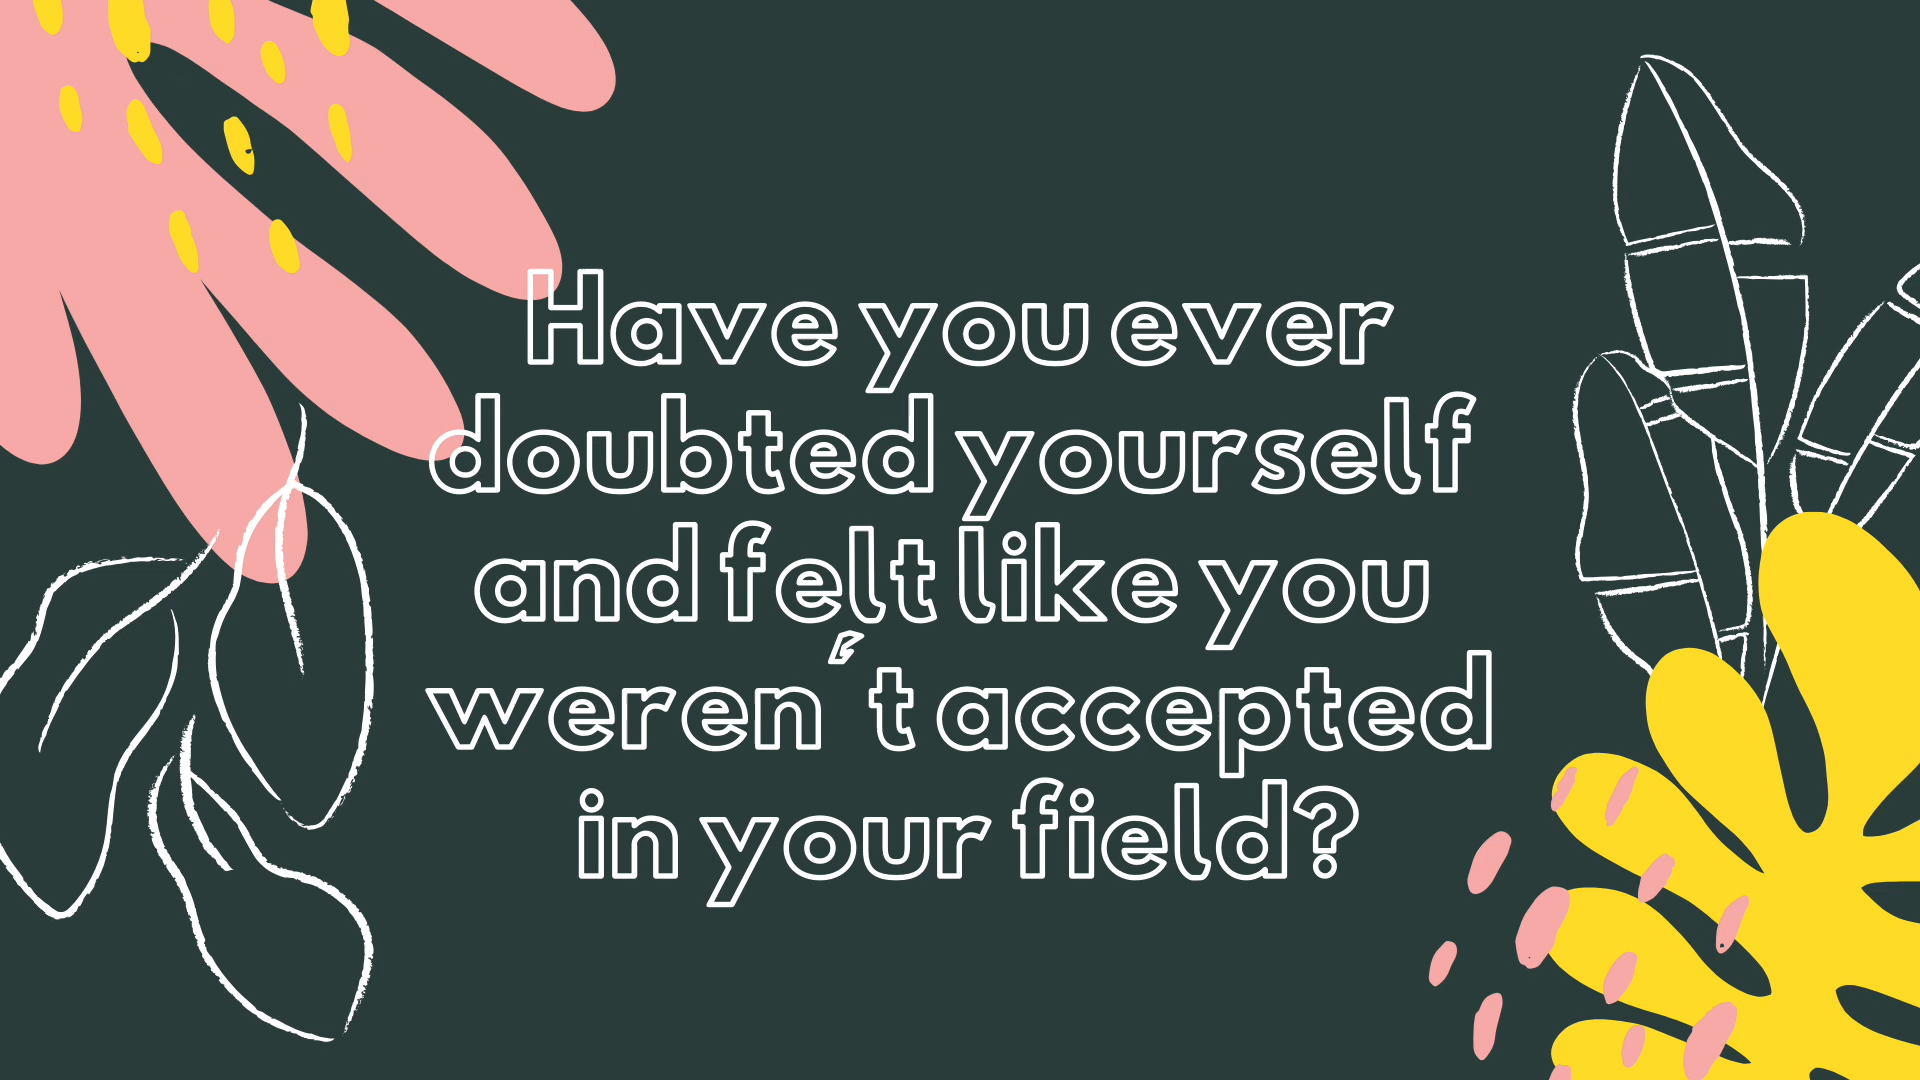 Have you ever
doubted yourself
and felt like you
weren´t accepted
in your field?